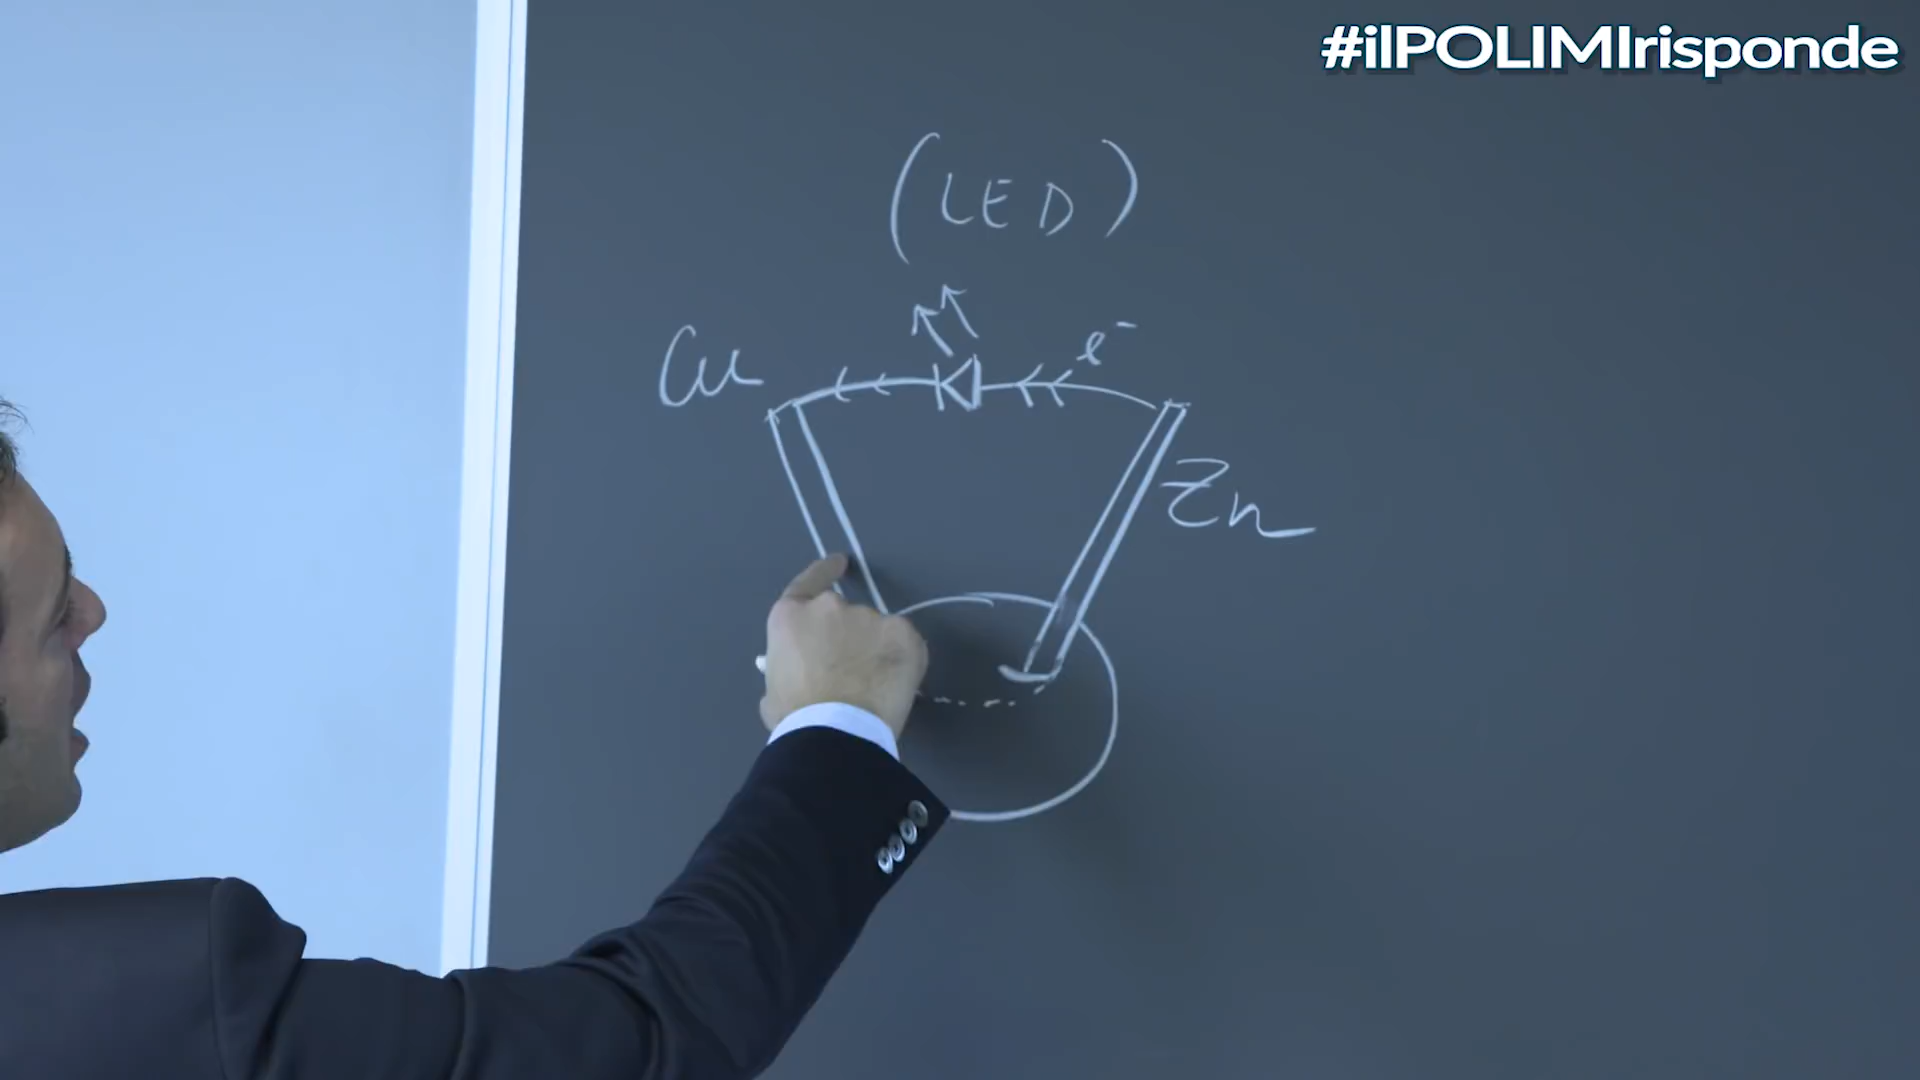 #ilPOLIMIrisponde
(LED)
Cu
e⁻
Zn